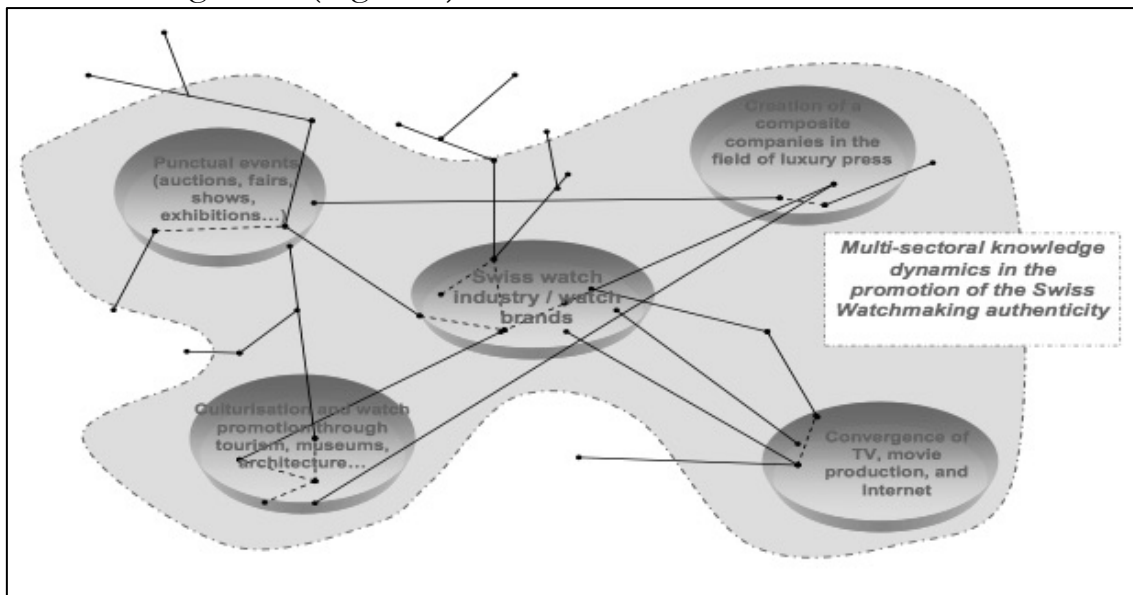 Punctual events
(auctions, fairs,
shows,
exhibitions…)
Creation of a
composite
companies in the
field of luxury press
Swiss watch
industry / watch
brands
Multi-sectoral knowledge
dynamics in the
promotion of the Swiss
Watchmaking authenticity
Culturisation and watch
promotion through
tourism, museums,
architecture…
Convergence of
TV, movie
production, and
Internet